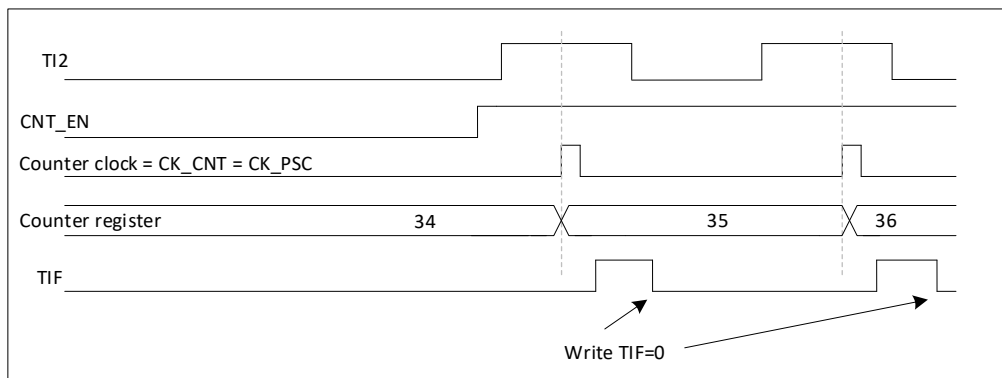 TI2
CNT_EN
Counter clock = CK_CNT = CK_PSC
Counter register 34 35 36
TIF
Write TIF=0